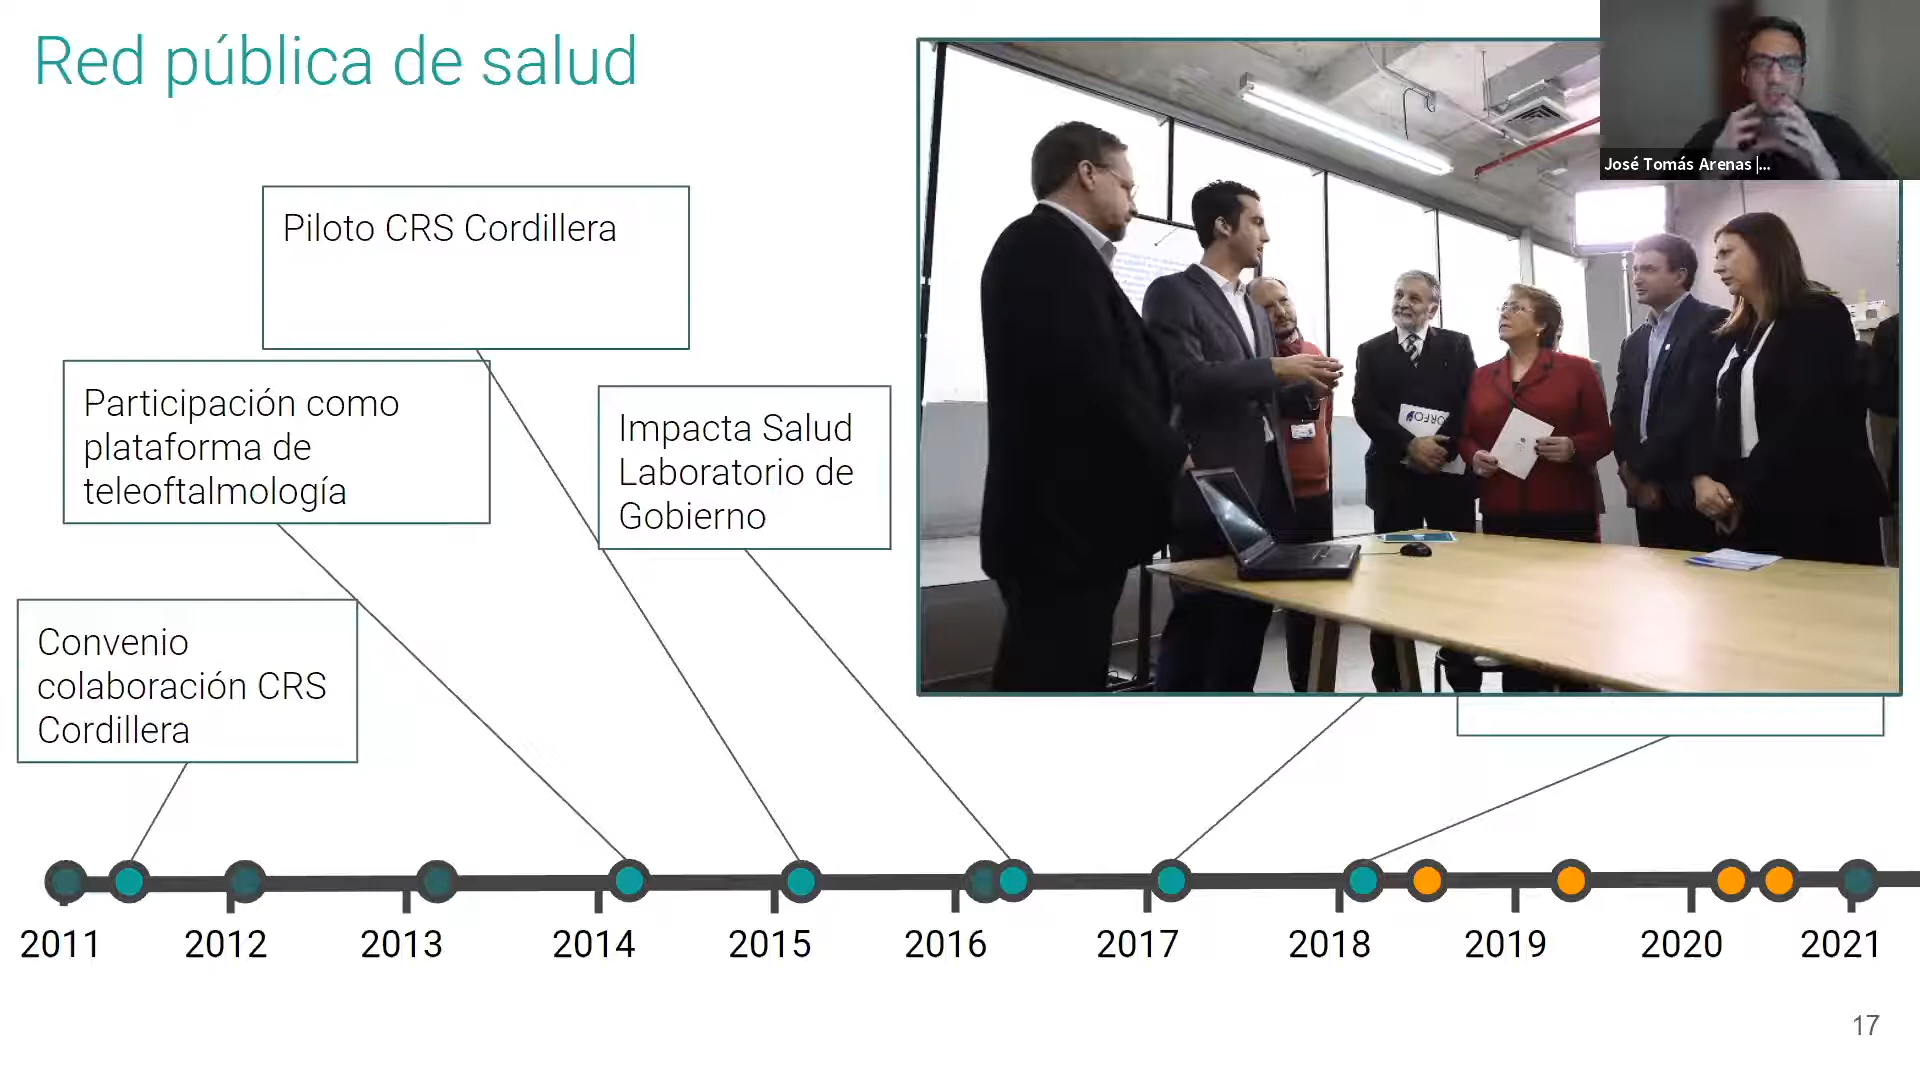 Red pública de salud
José Tomás Arenas |...
Piloto CRS Cordillera
Participación como
plataforma de
teleoftalmología
Impacta Salud
Laboratorio de
Gobierno
Convenio
colaboración CRS
Cordillera
2011
2012
2013
2014
2015
2016
2017
2018
2019
2020
2021
17